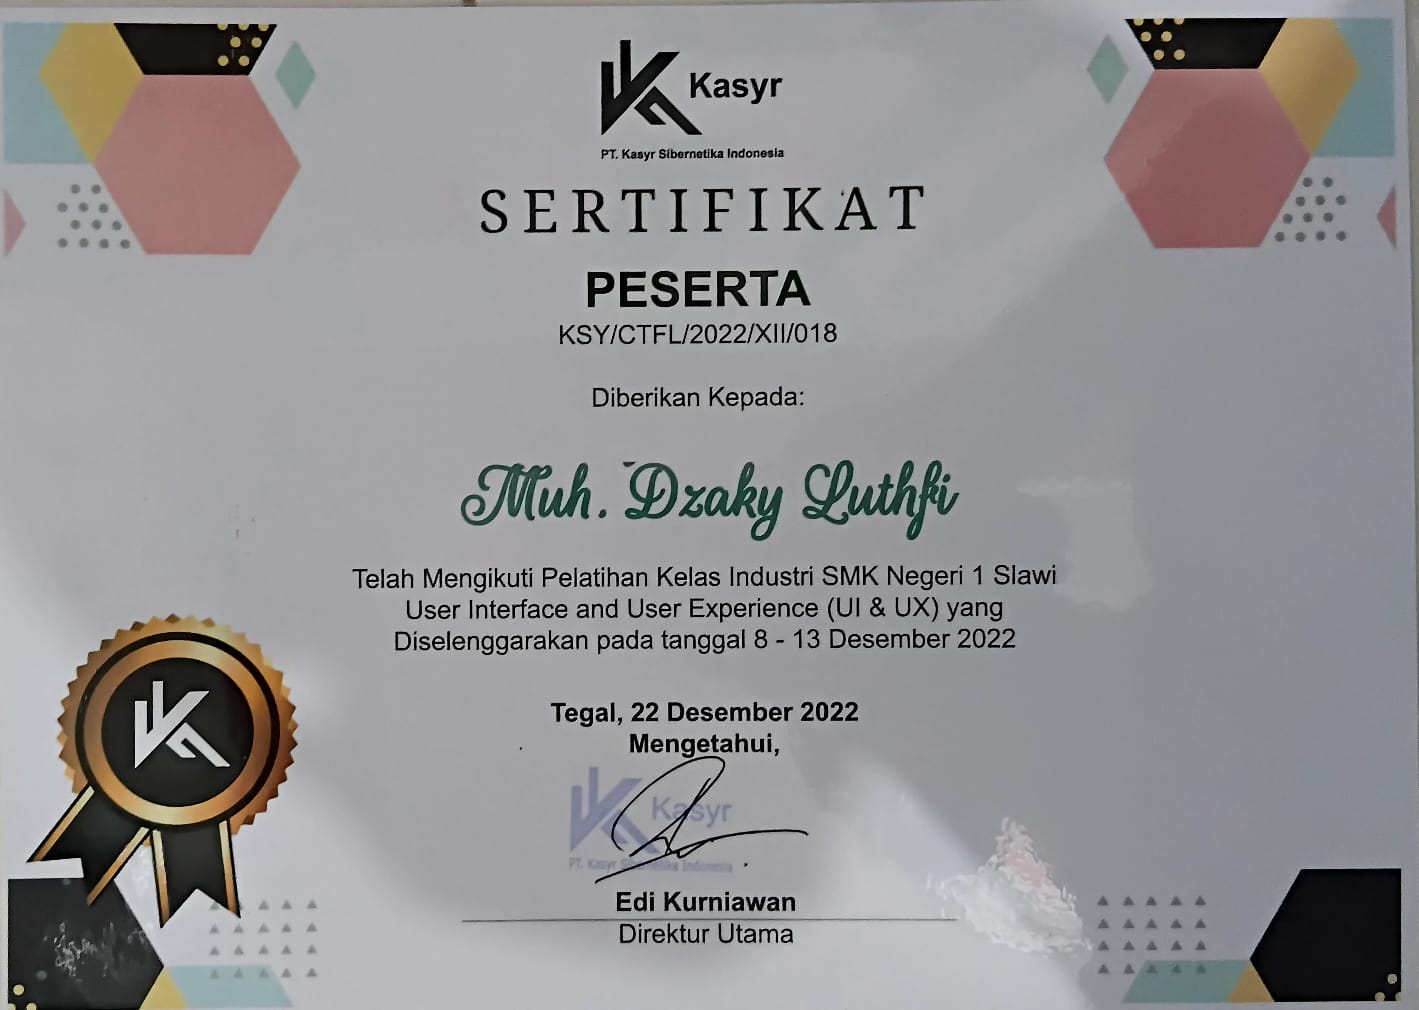 Kasyr
PT. Kasyr Sibernetika Indonesia
SERTIFIKAT
PESERTA
KSY/CTFL/2022/XII/018
Diberikan Kepada:
Muh. Dzaky Luthfi
Telah Mengikuti Pelatihan Kelas Industri SMK Negeri 1 Slawi
User Interface and User Experience (UI & UX) yang
Diselenggarakan pada tanggal 8 - 13 Desember 2022
Tegal, 22 Desember 2022
Mengetahui,
Kasyr
PT. Kasyr Sibernetika Indonesia
Edi Kurniawan
Direktur Utama